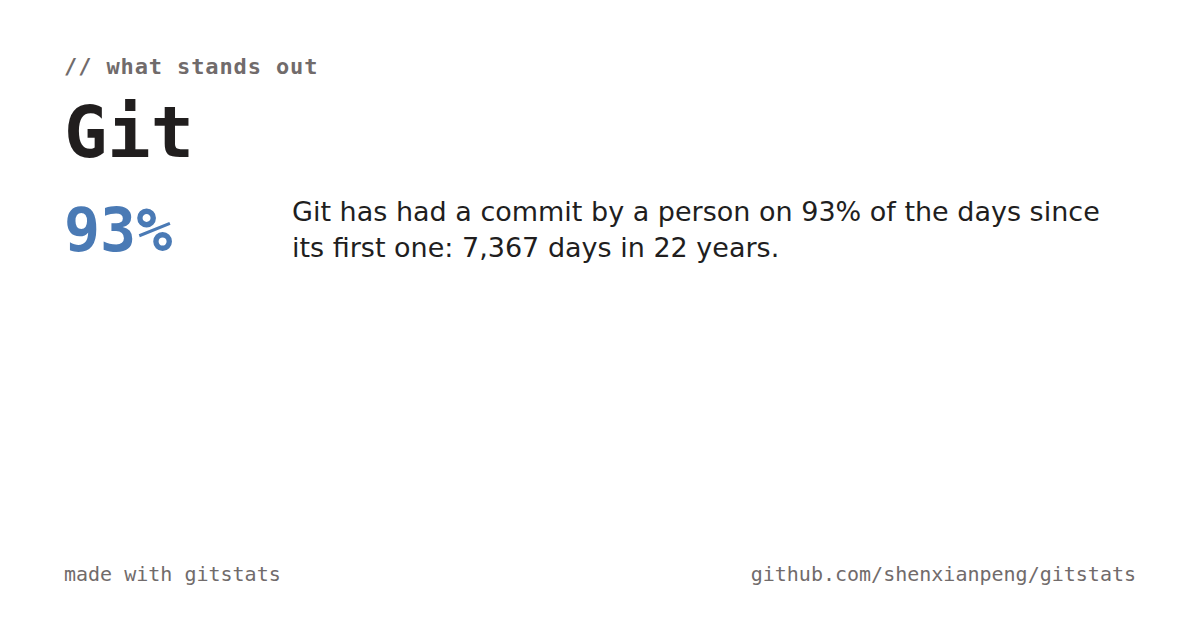 // what stands out
Git
93%
Git has had a commit by a person on 93% of the days since
its first one: 7,367 days in 22 years.
made with gitstats
github.com/shenxianpeng/gitstats